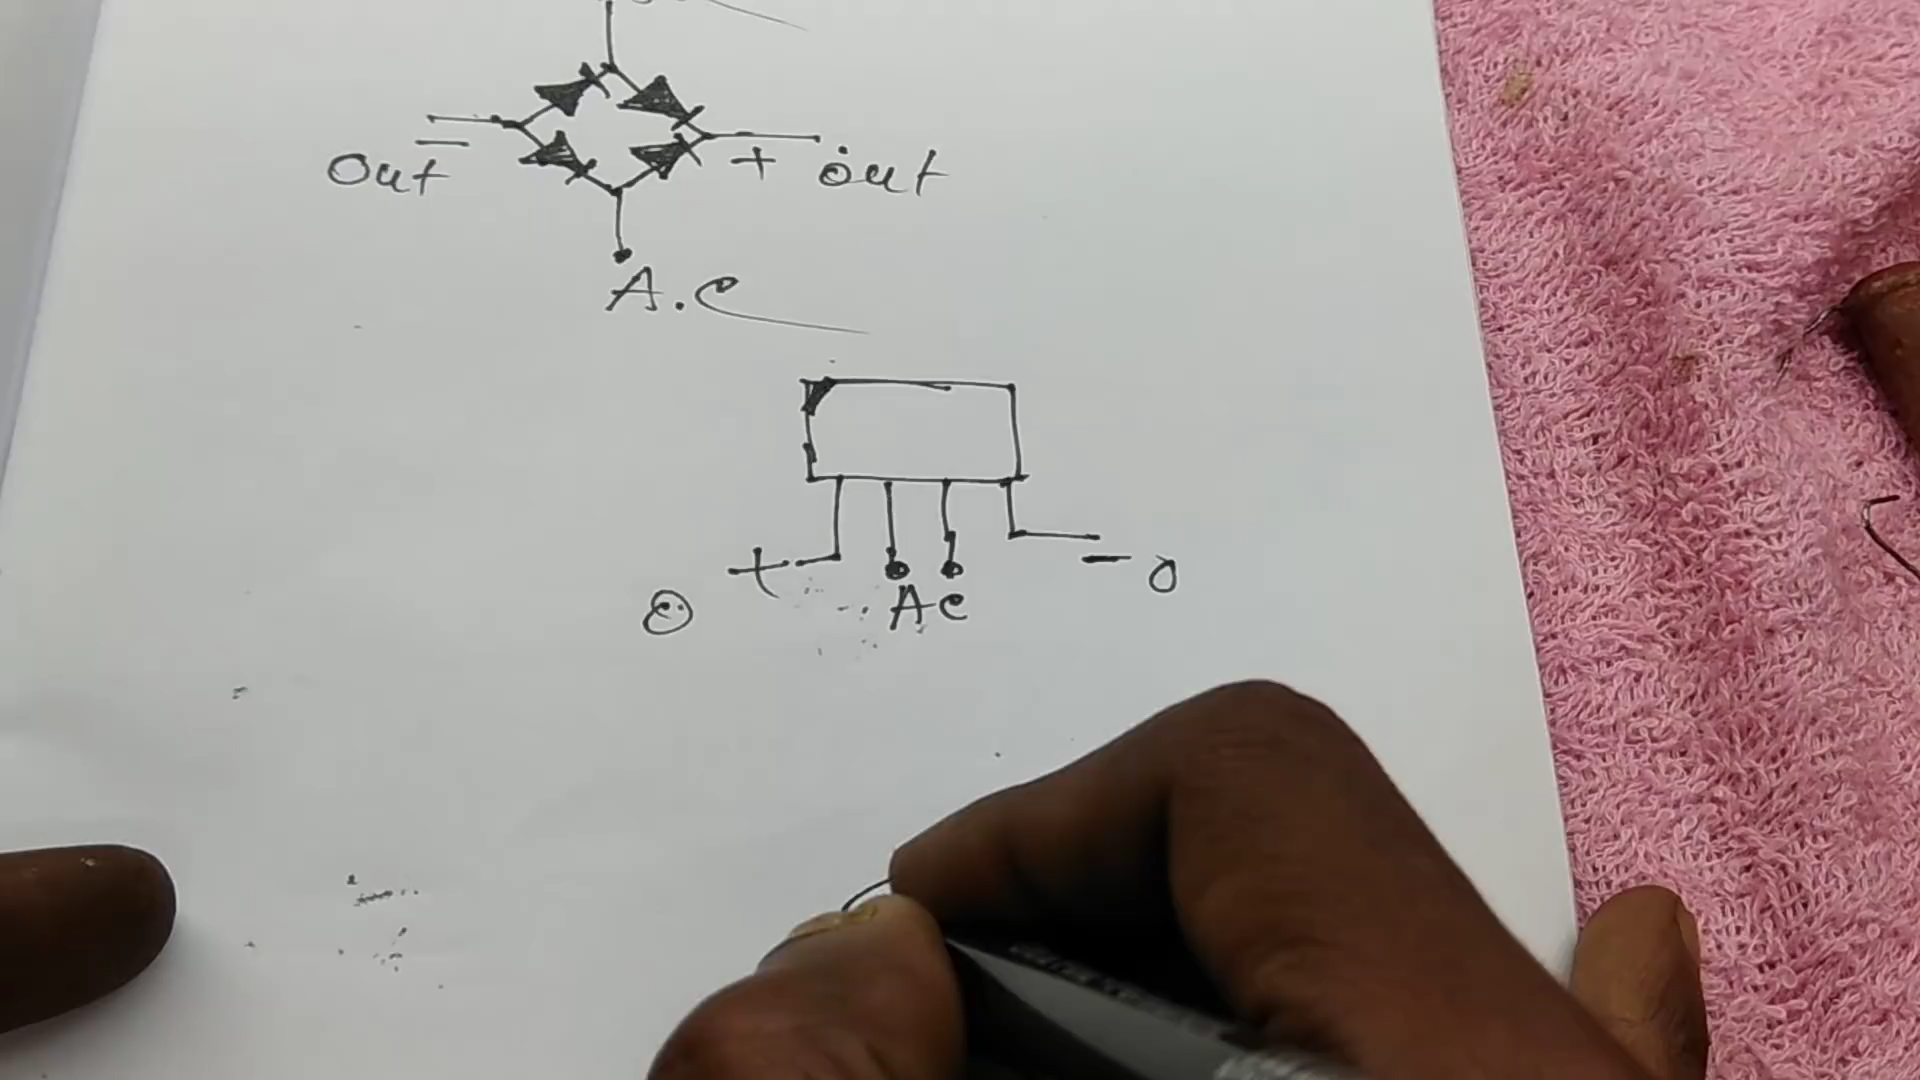 Out - + out
A.C
+ - o
AC